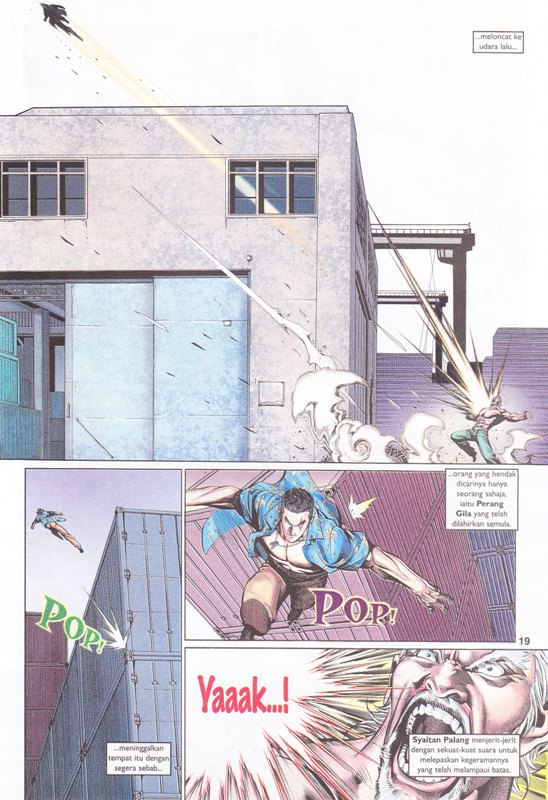 ...meloncat ke
udara lalu...
POP!
...meninggalkan
tempat itu dengan
segera sebab...
...orang yang hendak
dicarinya hanya
seorang sahaja,
iaitu Perang
Gila yang telah
dilahirkan semula.
POP!
19
Yaaak...!
Syaitan Palang menjerit-jerit
dengan sekuat-kuat suara untuk
melepaskan kegeramannya
yang telah melampaui batas.